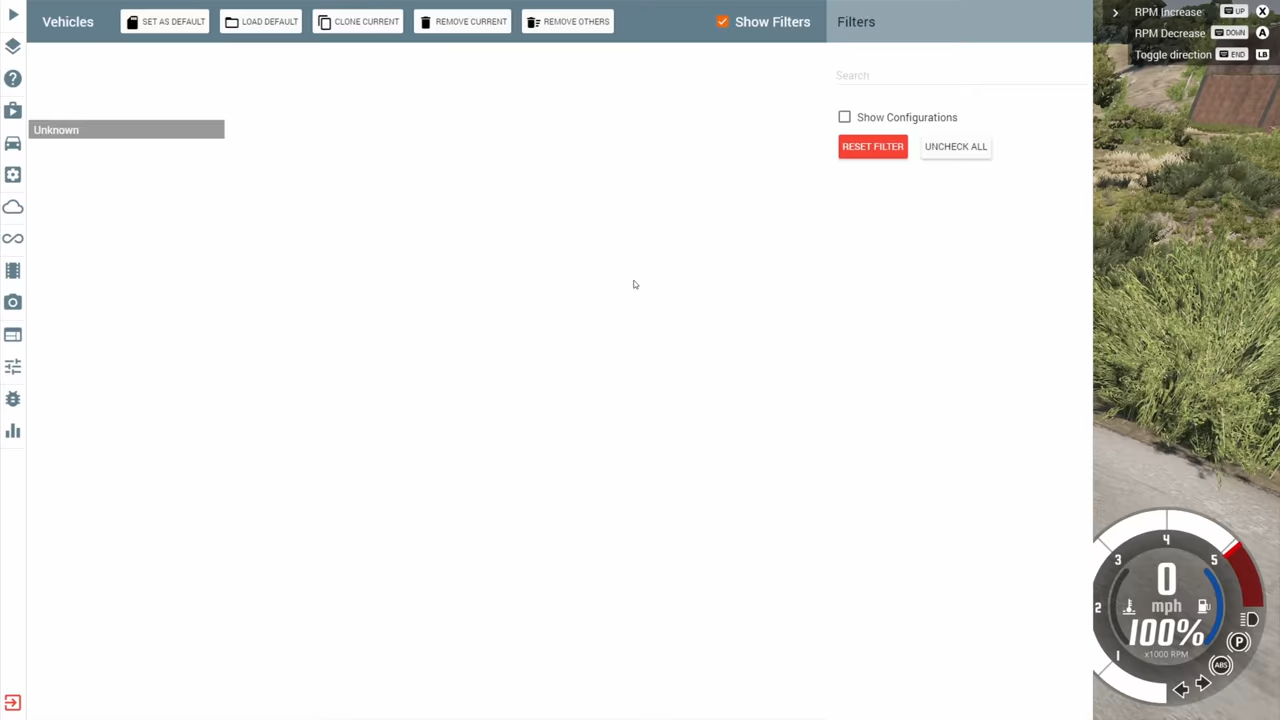 Vehicles
SET AS DEFAULT
LOAD DEFAULT
CLONE CURRENT
REMOVE CURRENT
REMOVE OTHERS
Show Filters
Filters
RPM Increase UP X
RPM Decrease DOWN A
Toggle direction END LB
Search
Show Configurations
Unknown
RESET FILTER
UNCHECK ALL
4
3
5
2
0
mph
100%
x1000 RPM
1
P
ABS